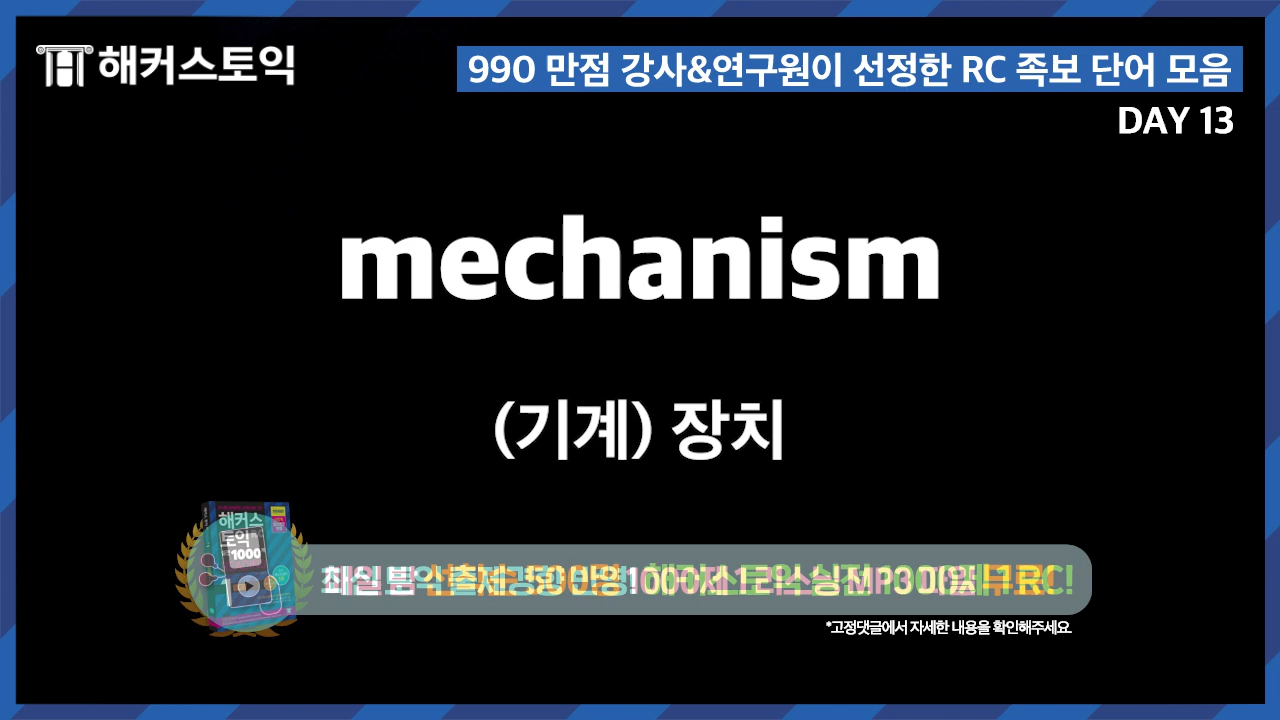 해커스토익
990 만점 강사&연구원이 선정한 RC 족보 단어 모음
DAY 13
mechanism
(기계) 장치
해커스
토익
1000
*고정댓글에서 자세한 내용을 확인해주세요.